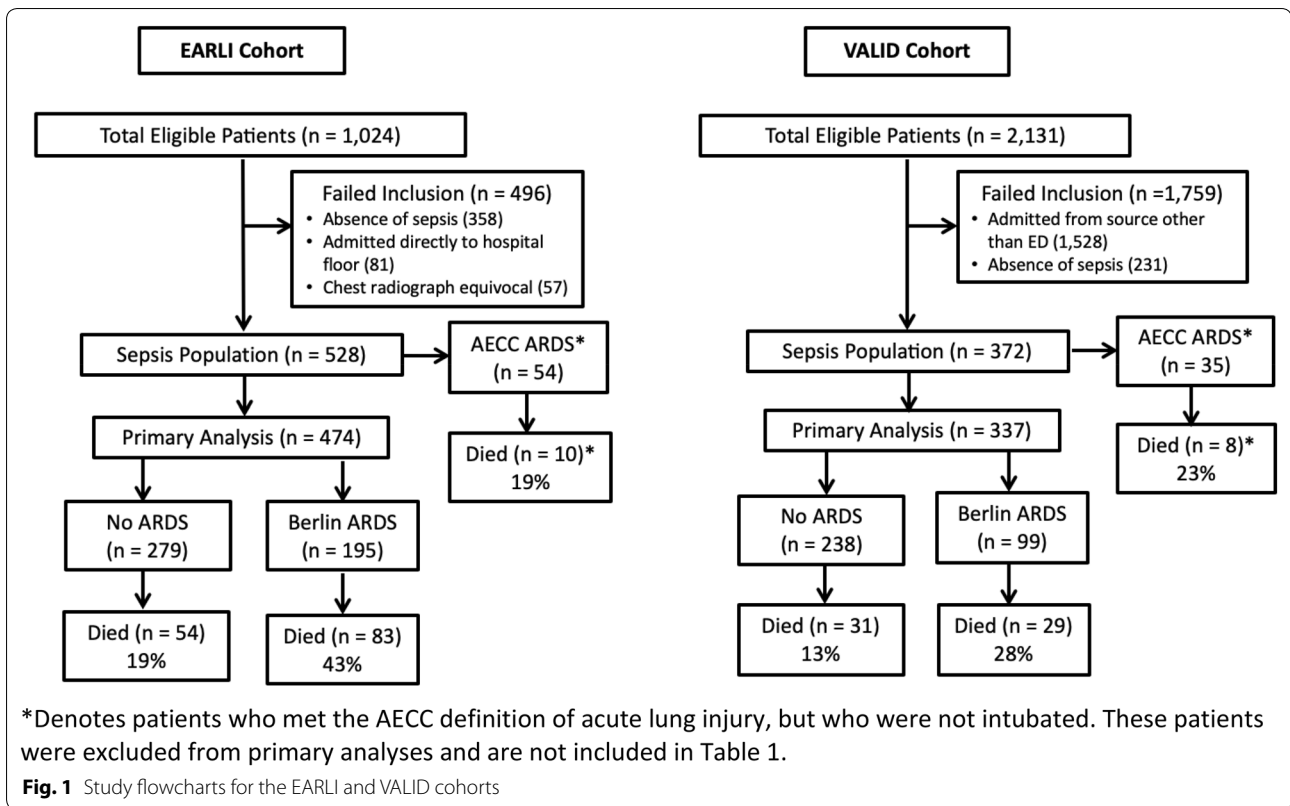 EARLI Cohort
Total Eligible Patients (n = 1,024)
Failed Inclusion (n = 496)
• Absence of sepsis (358)
• Admitted directly to hospital
floor (81)
• Chest radiograph equivocal (57)
Sepsis Population (n = 528)
AECC ARDS*
(n = 54)
Died (n = 10)*
19%
Primary Analysis (n = 474)
No ARDS
(n = 279)
Berlin ARDS
(n = 195)
Died (n = 54)
19%
Died (n = 83)
43%
VALID Cohort
Total Eligible Patients (n = 2,131)
Failed Inclusion (n =1,759)
• Admitted from source other
than ED (1,528)
• Absence of sepsis (231)
Sepsis Population (n = 372)
AECC ARDS*
(n = 35)
Died (n = 8)*
23%
Primary Analysis (n = 337)
No ARDS
(n = 238)
Berlin ARDS
(n = 99)
Died (n = 31)
13%
Died (n = 29)
28%
*Denotes patients who met the AECC definition of acute lung injury, but who were not intubated. These patients
were excluded from primary analyses and are not included in Table 1.
Fig. 1 Study flowcharts for the EARLI and VALID cohorts